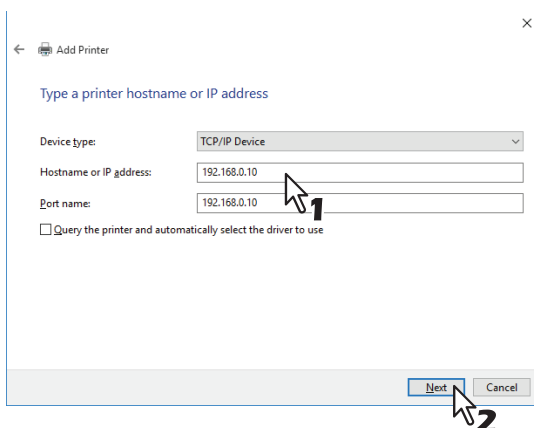 Add Printer
Type a printer hostname or IP address
Device type: TCP/IP Device
Hostname or IP address: 192.168.0.10
1
Port name: 192.168.0.10
Query the printer and automatically select the driver to use
Next Cancel
2